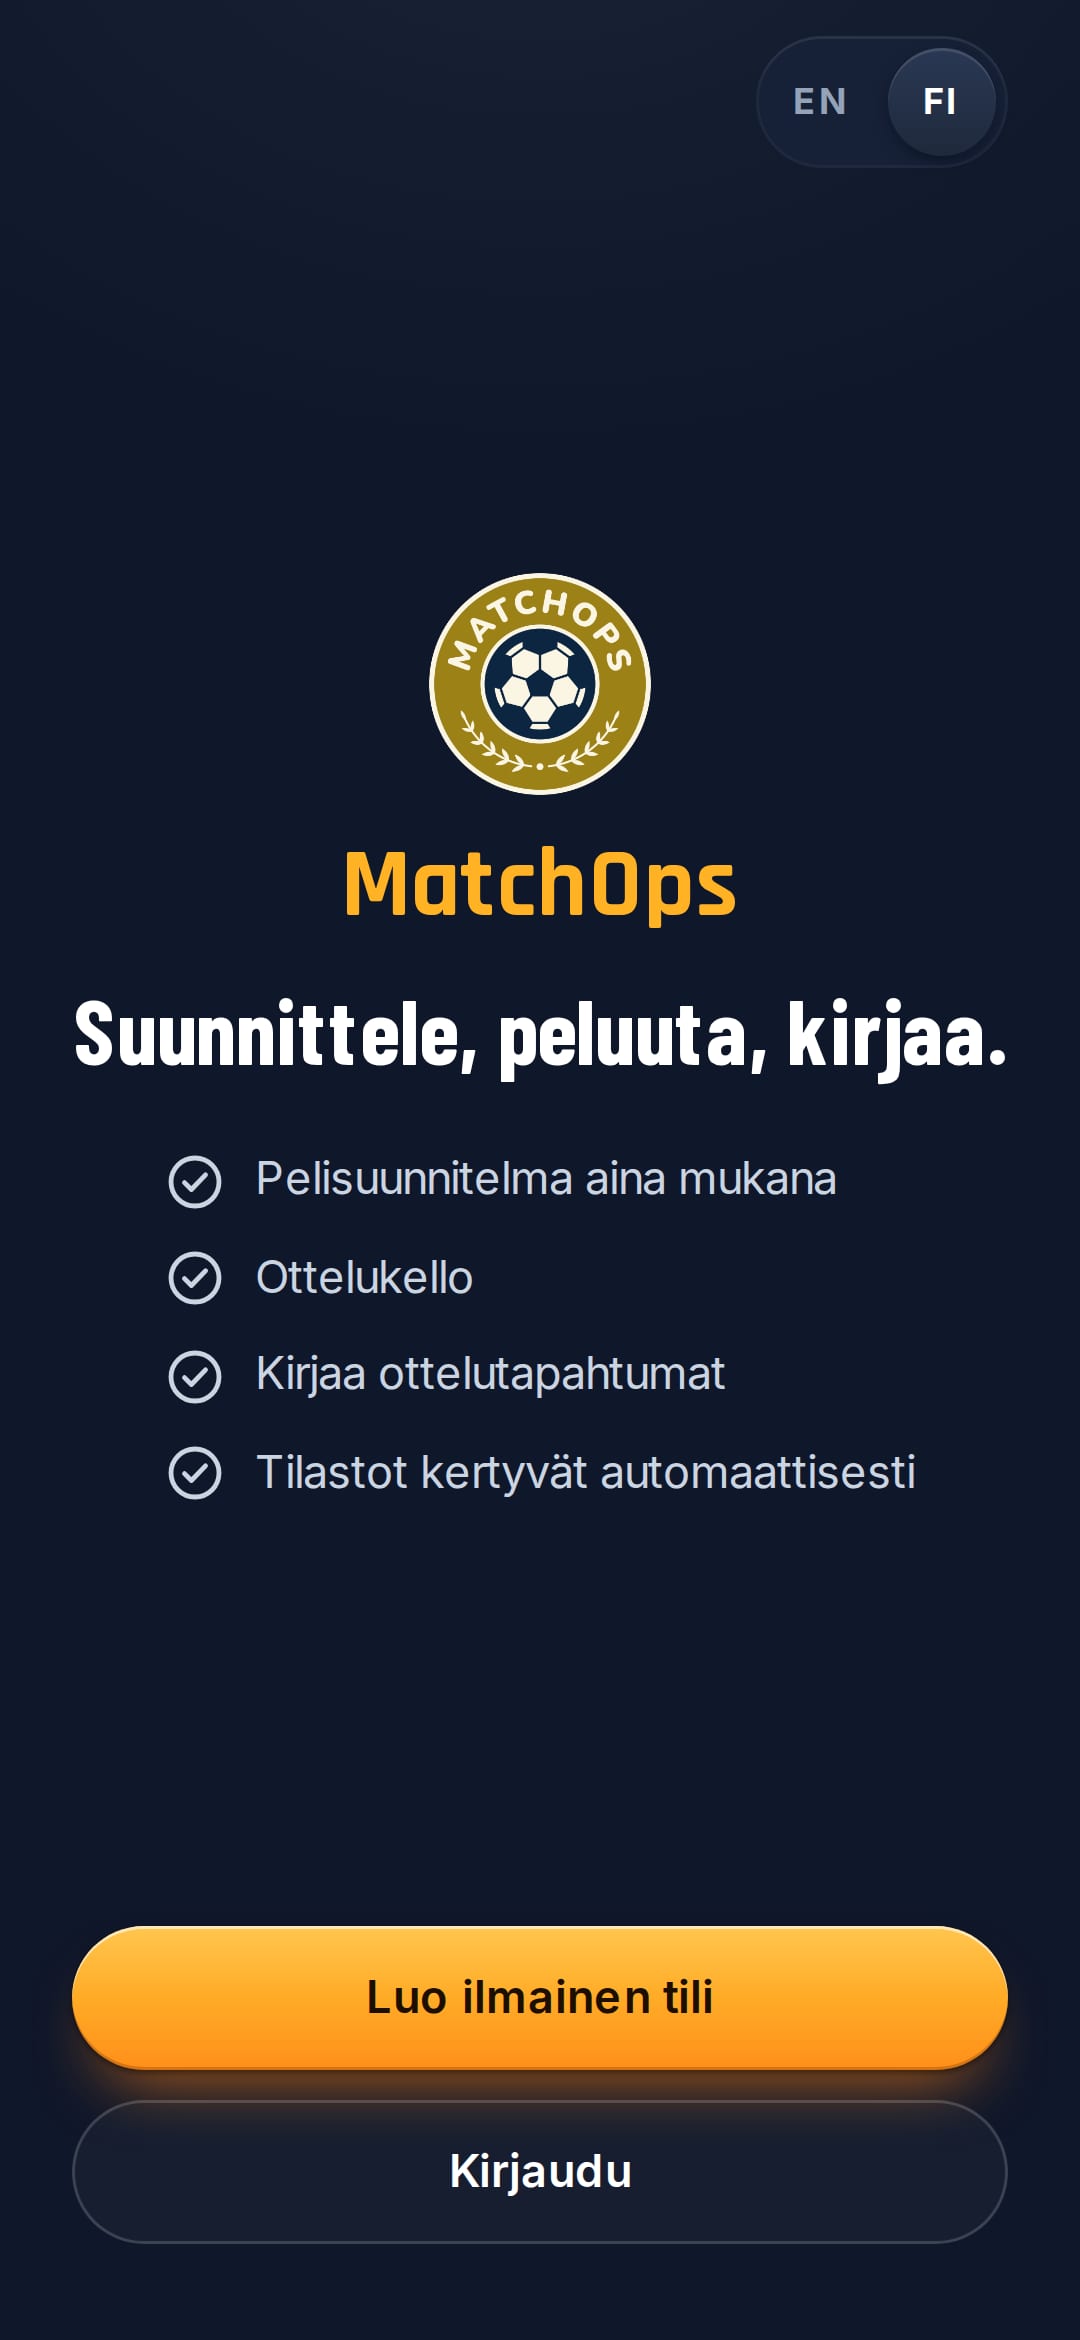 EN FI
MATCHOPS
MatchOps
Suunnittele, peluuta, kirjaa.
Pelisuunnitelma aina mukana
Ottelukello
Kirjaa ottelutapahtumat
Tilastot kertyvät automaattisesti
Luo ilmainen tili
Kirjaudu